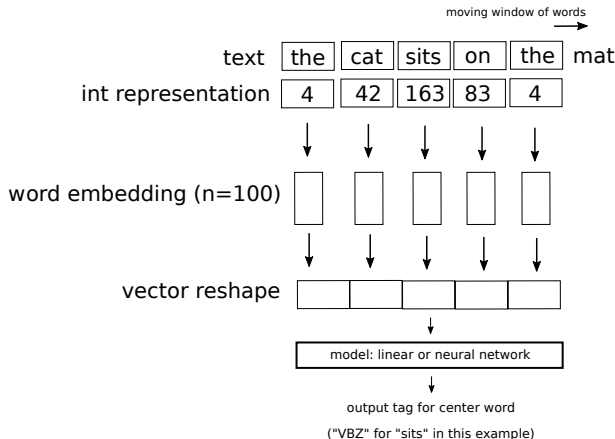 moving window of words
text the cat sits on the mat
int representation 4 42 163 83 4
word embedding (n=100)
vector reshape
model: linear or neural network
output tag for center word
("VBZ" for "sits" in this example)